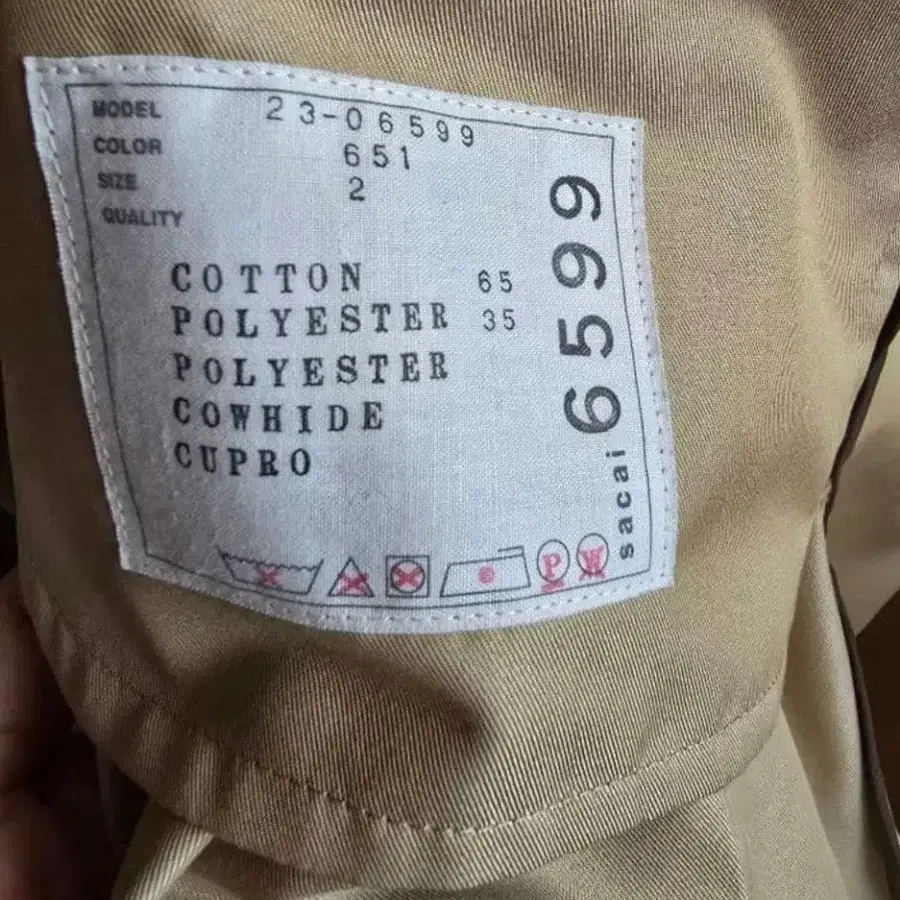 MODEL 23-06599
COLOR 651
SIZE 2
QUALITY
COTTON 65
POLYESTER 35
POLYESTER
COWHIDE
CUPRO
P W
sacai 6599